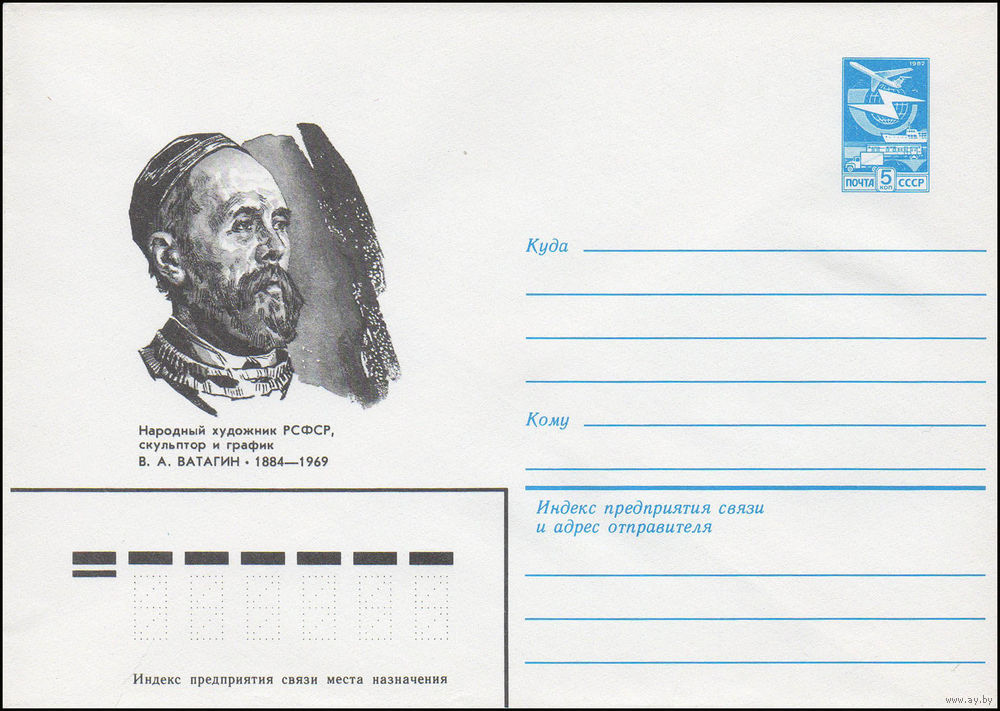 1982
ПОЧТА 5 КОП СССР
Куда
Кому
Народный художник РСФСР,
скульптор и график
В. А. ВАТАГИН • 1884—1969
Индекс предприятия связи
и адрес отправителя
Индекс предприятия связи места назначения
www.ay.by